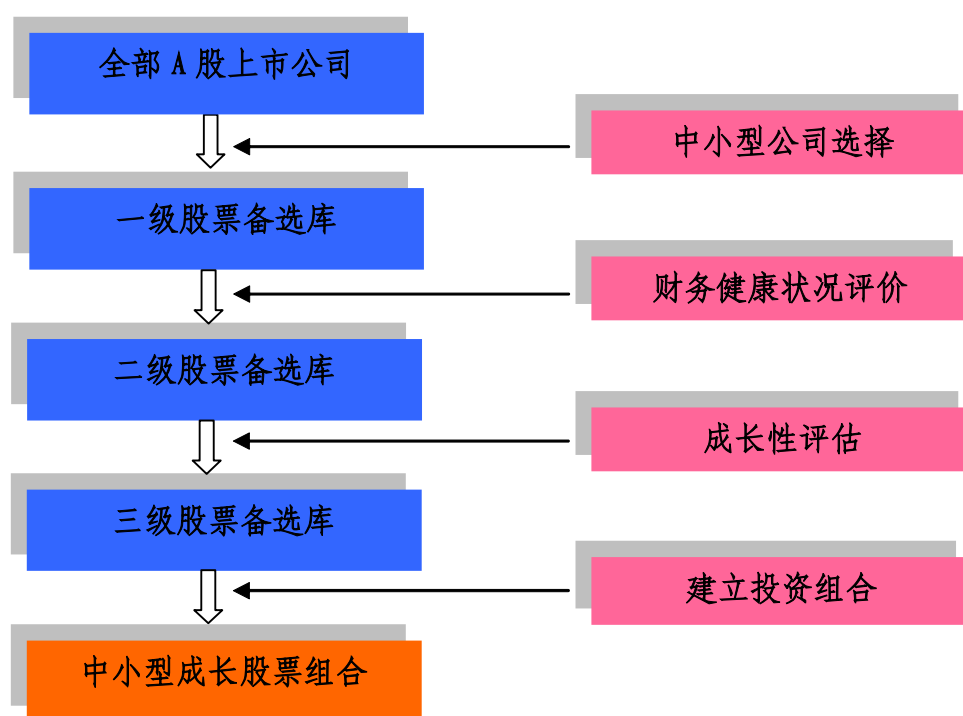 全部 A 股上市公司
中小型公司选择
一级股票备选库
财务健康状况评价
二级股票备选库
成长性评估
三级股票备选库
建立投资组合
中小型成长股票组合